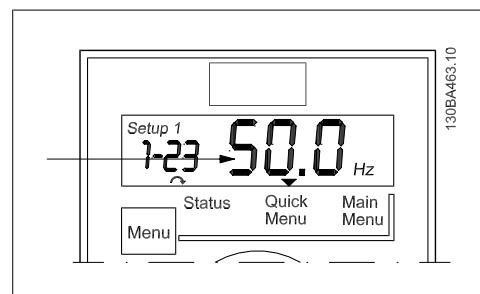 130BA463.10
Setup 1
1-23 50.0 Hz
Status Quick Menu Main Menu
Menu